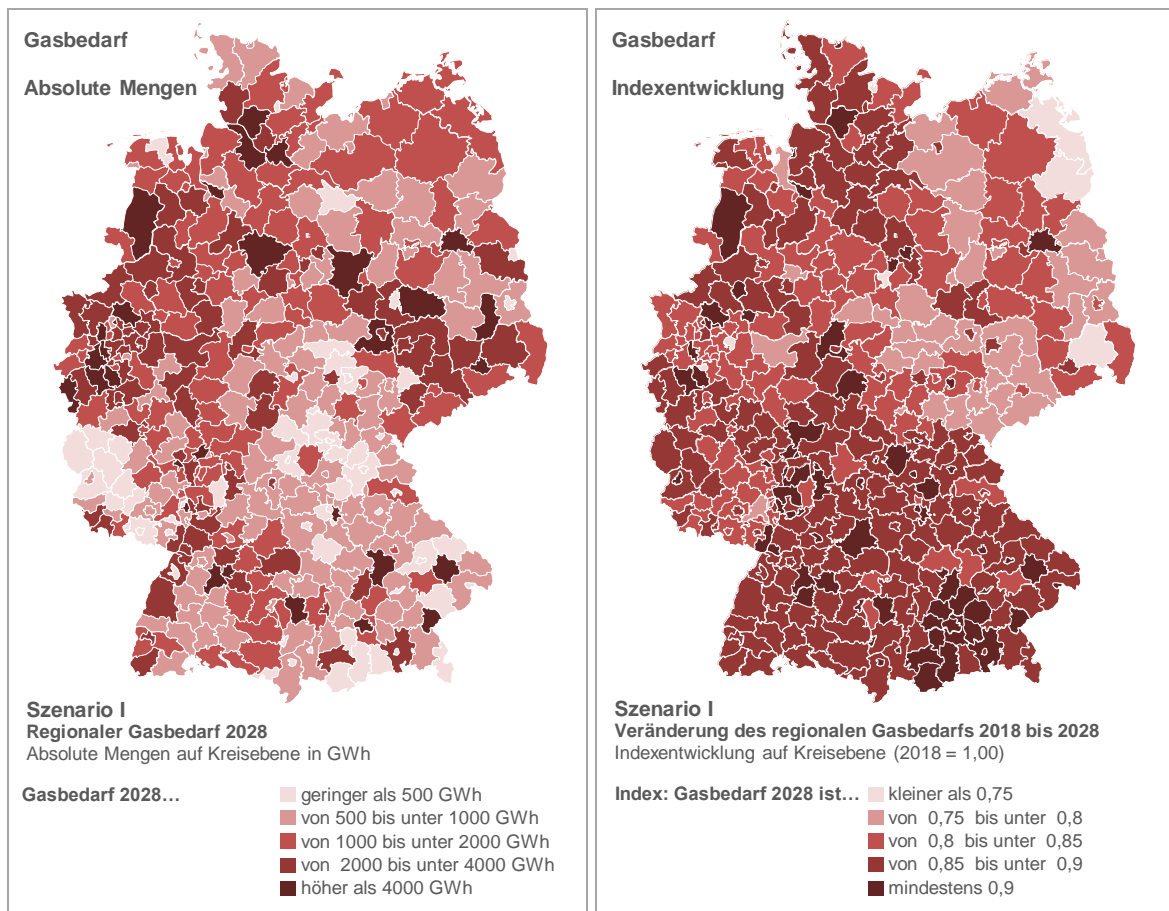 Gasbedarf
Absolute Mengen
Szenario I
Regionaler Gasbedarf 2028
Absolute Mengen auf Kreisebene in GWh
Gasbedarf 2028…
geringer als 500 GWh
von 500 bis unter 1000 GWh
von 1000 bis unter 2000 GWh
von 2000 bis unter 4000 GWh
höher als 4000 GWh
Gasbedarf
Indexentwicklung
Szenario I
Veränderung des regionalen Gasbedarfs 2018 bis 2028
Indexentwicklung auf Kreisebene (2018 = 1,00)
Index: Gasbedarf 2028 ist…
kleiner als 0,75
von 0,75 bis unter 0,8
von 0,8 bis unter 0,85
von 0,85 bis unter 0,9
mindestens 0,9